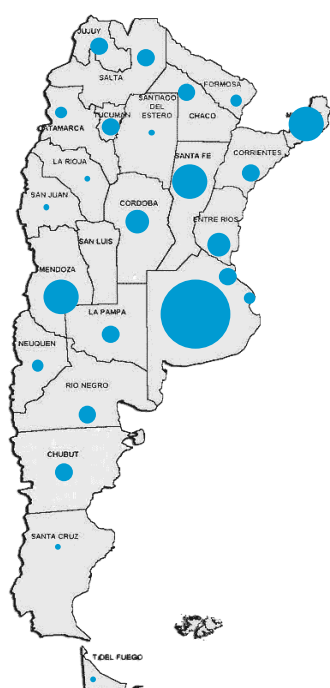 JUJUY
SALTA
FORMOSA
SANTIAGO
DEL
ESTERO
CHACO
CATAMARCA
TUCUMÁN
LA RIOJA
SANTA FE
CORRIENTES
SAN JUAN
CORDOBA
ENTRE RIOS
SAN LUIS
MENDOZA
LA PAMPA
NEUQUEN
RIO NEGRO
CHUBUT
SANTA CRUZ
T.DEL FUEGO